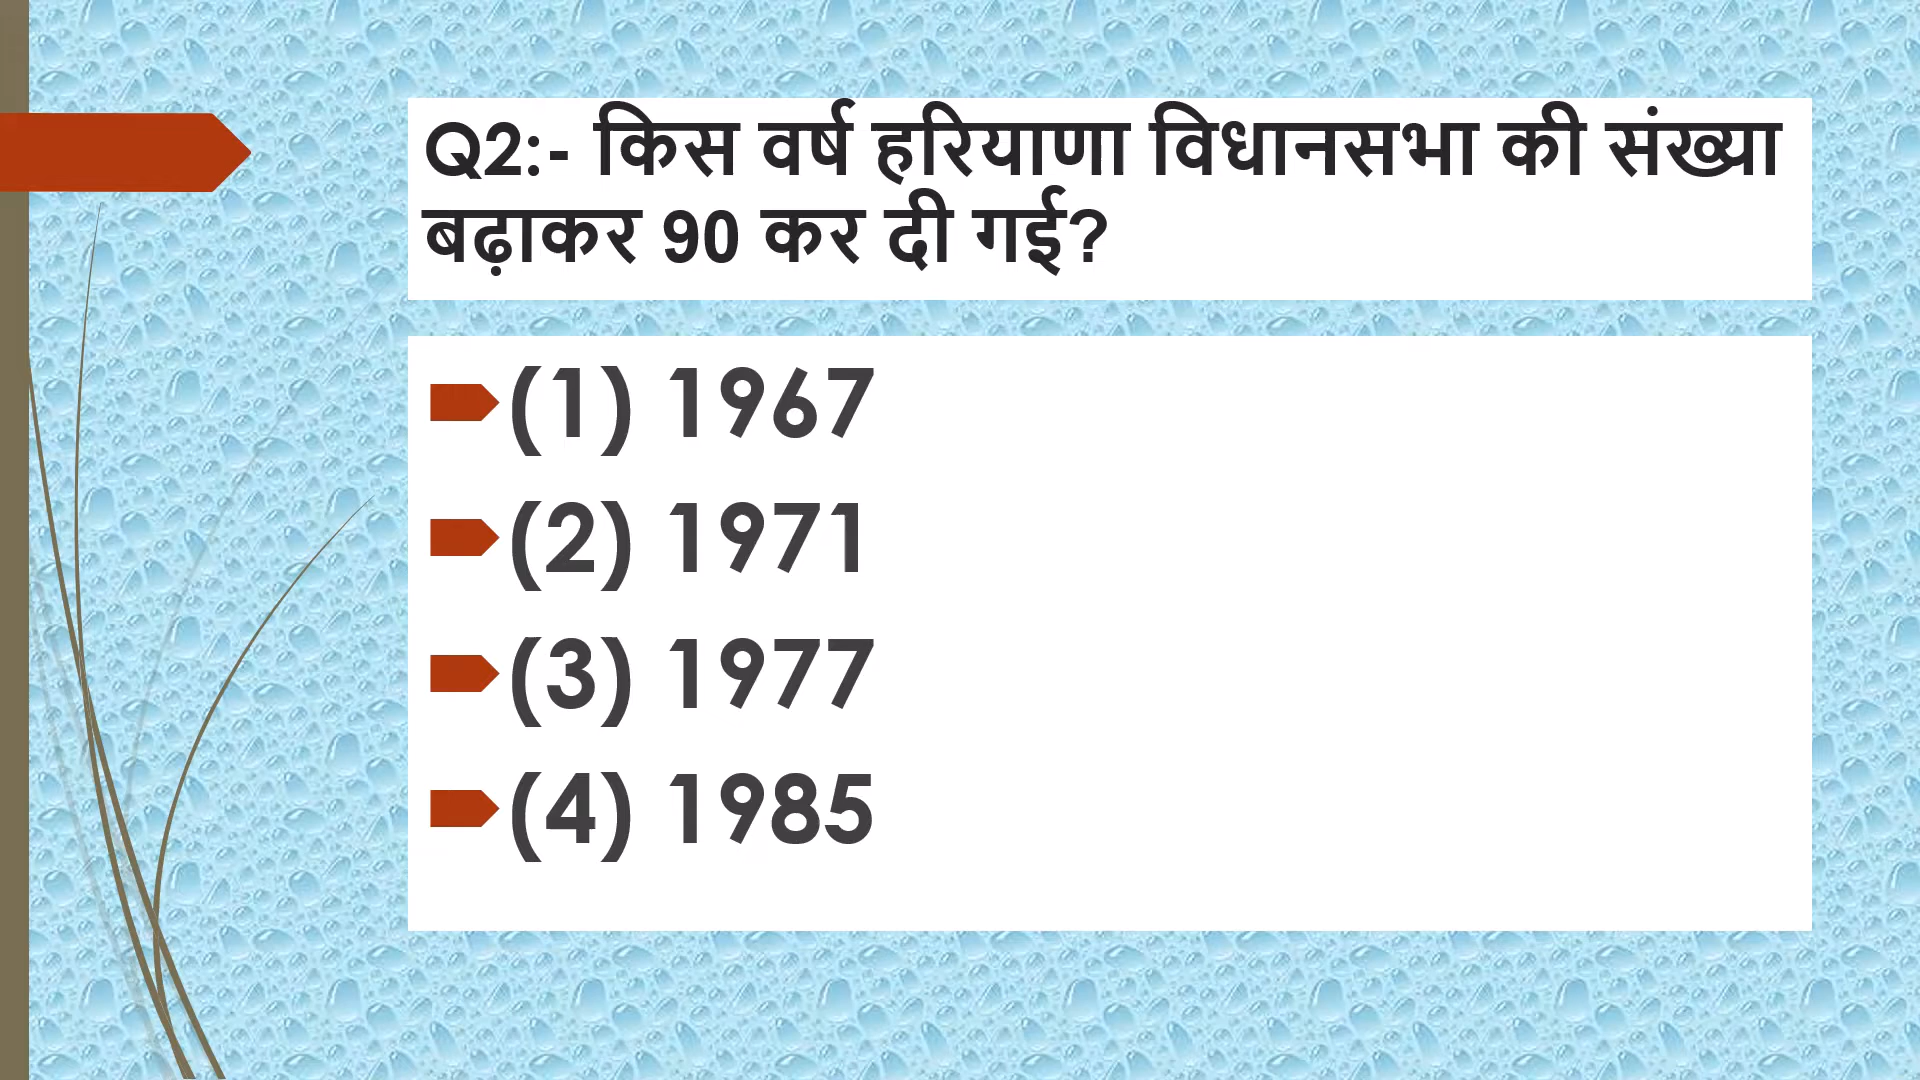 Q2:- किस वर्ष हरियाणा विधानसभा की संख्या
बढ़ाकर 90 कर दी गई?
(1) 1967
(2) 1971
(3) 1977
(4) 1985